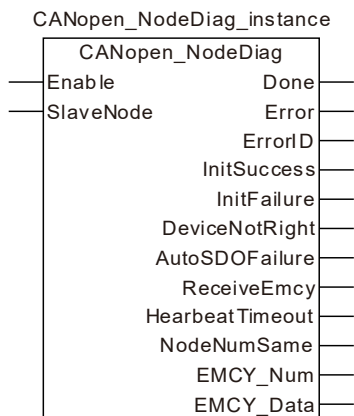 CANopen_NodeDiag_instance
CANopen_NodeDiag
Enable Done
SlaveNode Error
ErrorID
InitSuccess
InitFailure
DeviceNotRight
AutoSDOFailure
ReceiveEmcy
HearbeatTimeout
NodeNumSame
EMCY_Num
EMCY_Data